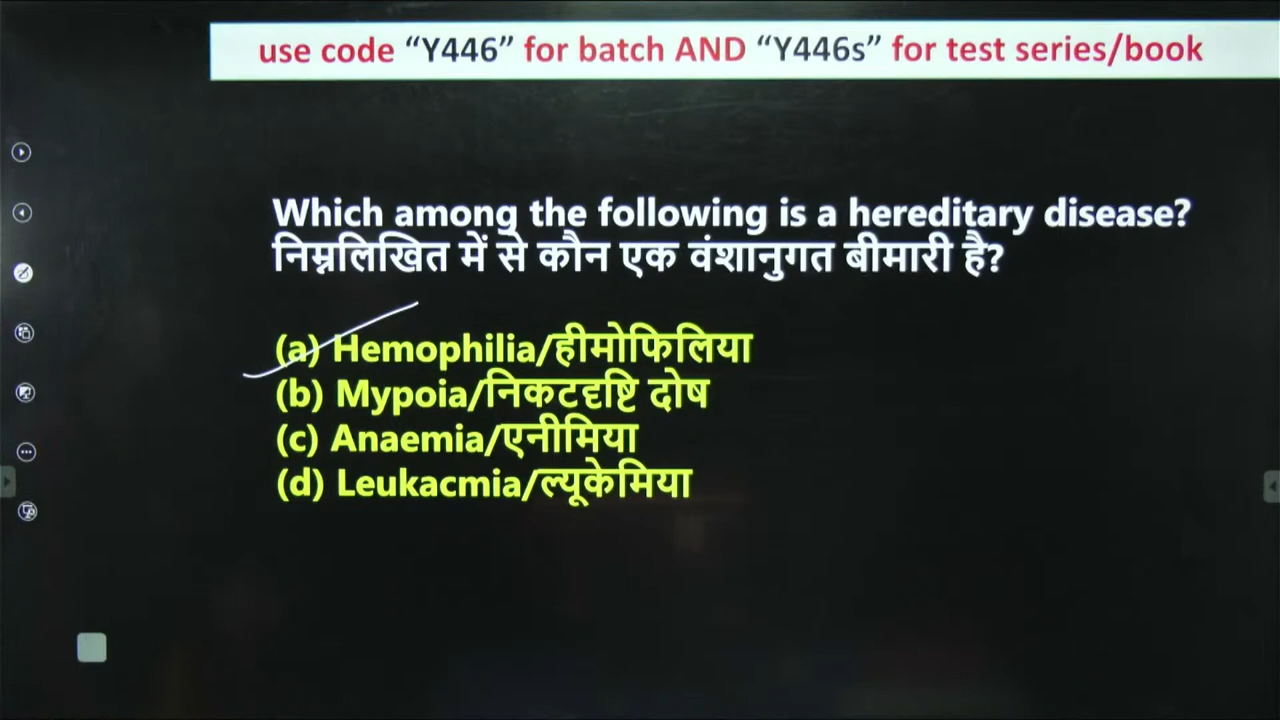 use code “Y446” for batch AND “Y446s” for test series/book
Which among the following is a hereditary disease?
निम्नलिखित में से कौन एक वंशानुगत बीमारी है?
(a) Hemophilia/हीमोफिलिया
(b) Mypoia/निकटदृष्टि दोष
(c) Anaemia/एनीमिया
(d) Leukacmia/ल्यूकेमिया